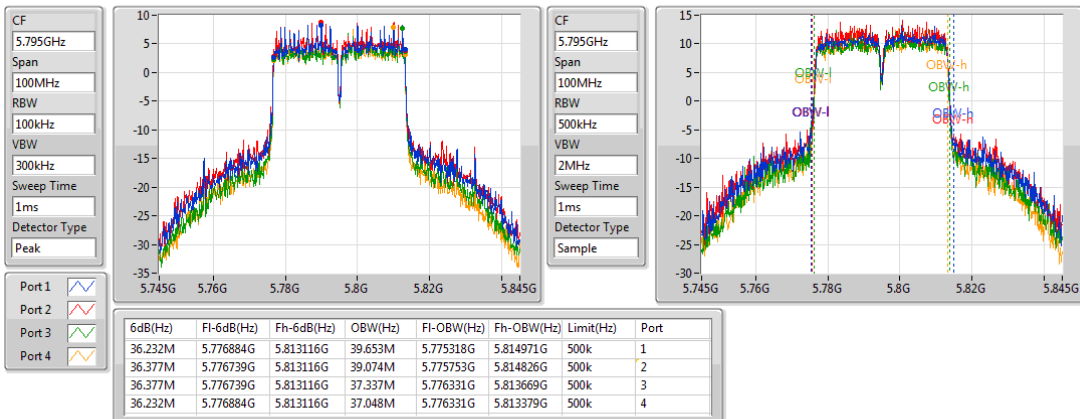 CF
5.795GHz
Span
100MHz
RBW
100kHz
VBW
300kHz
Sweep Time
1ms
Detector Type
Peak
10
5
0
-5
-10
-15
-20
-25
-30
-35
5.745G
5.76G
5.78G
5.8G
5.82G
5.845G
CF
5.795GHz
Span
100MHz
RBW
500kHz
VBW
2MHz
Sweep Time
1ms
Detector Type
Sample
15
10
5
0
-5
-10
-15
-20
-25
-30
OBW-l
OBW-l
OBW-l
OBW-h
OBW-h
OBW-h
OBW-h
5.745G
5.76G
5.78G
5.8G
5.82G
5.845G
Port 1
Port 2
Port 3
Port 4
6dB(Hz) Fl-6dB(Hz) Fh-6dB(Hz) OBW(Hz) Fl-OBW(Hz) Fh-OBW(Hz) Limit(Hz) Port
36.232M 5.776884G 5.813116G 39.653M 5.775318G 5.814971G 500k 1
36.377M 5.776739G 5.813116G 39.074M 5.775753G 5.814826G 500k 2
36.377M 5.776739G 5.813116G 37.337M 5.776331G 5.813669G 500k 3
36.232M 5.776884G 5.813116G 37.048M 5.776331G 5.813379G 500k 4